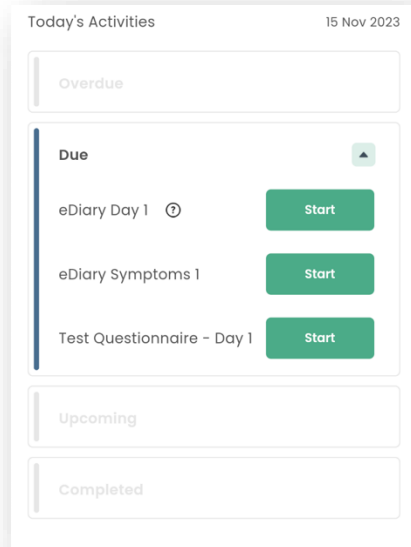 Today's Activities 15 Nov 2023
Overdue
Due
eDiary Day 1 ? Start
eDiary Symptoms 1 Start
Test Questionnaire - Day 1 Start
Upcoming
Completed